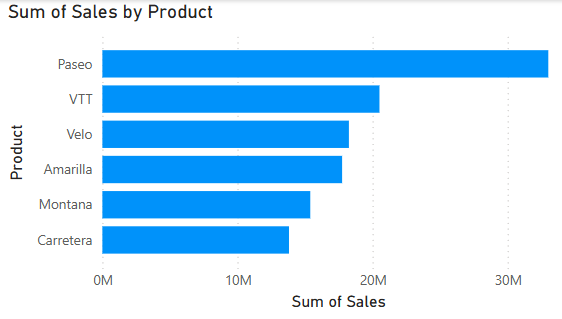 Sum of Sales by Product
Product
Paseo
VTT
Velo
Amarilla
Montana
Carretera
0M 10M 20M 30M
Sum of Sales